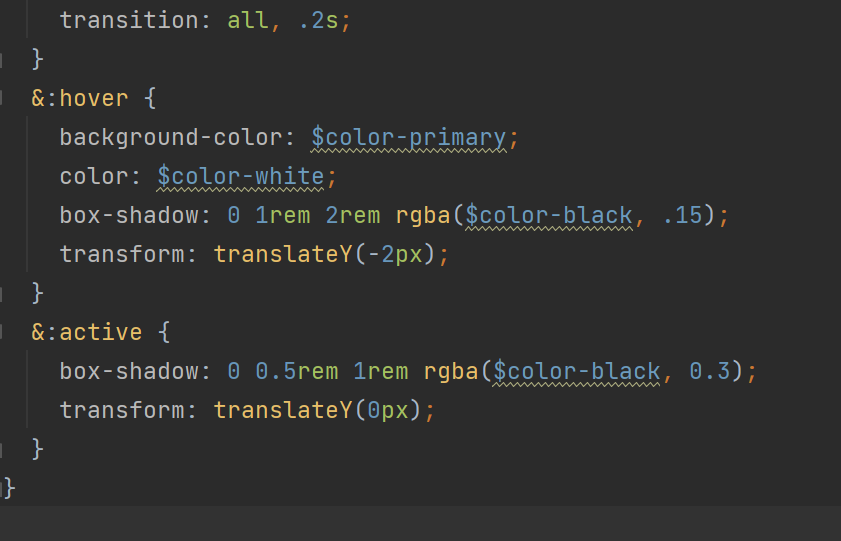 transition: all, .2s;
}
&:hover {
background-color: $color-primary;
color: $color-white;
box-shadow: 0 1rem 2rem rgba($color-black, .15);
transform: translateY(-2px);
}
&:active {
box-shadow: 0 0.5rem 1rem rgba($color-black, 0.3);
transform: translateY(0px);
}
}